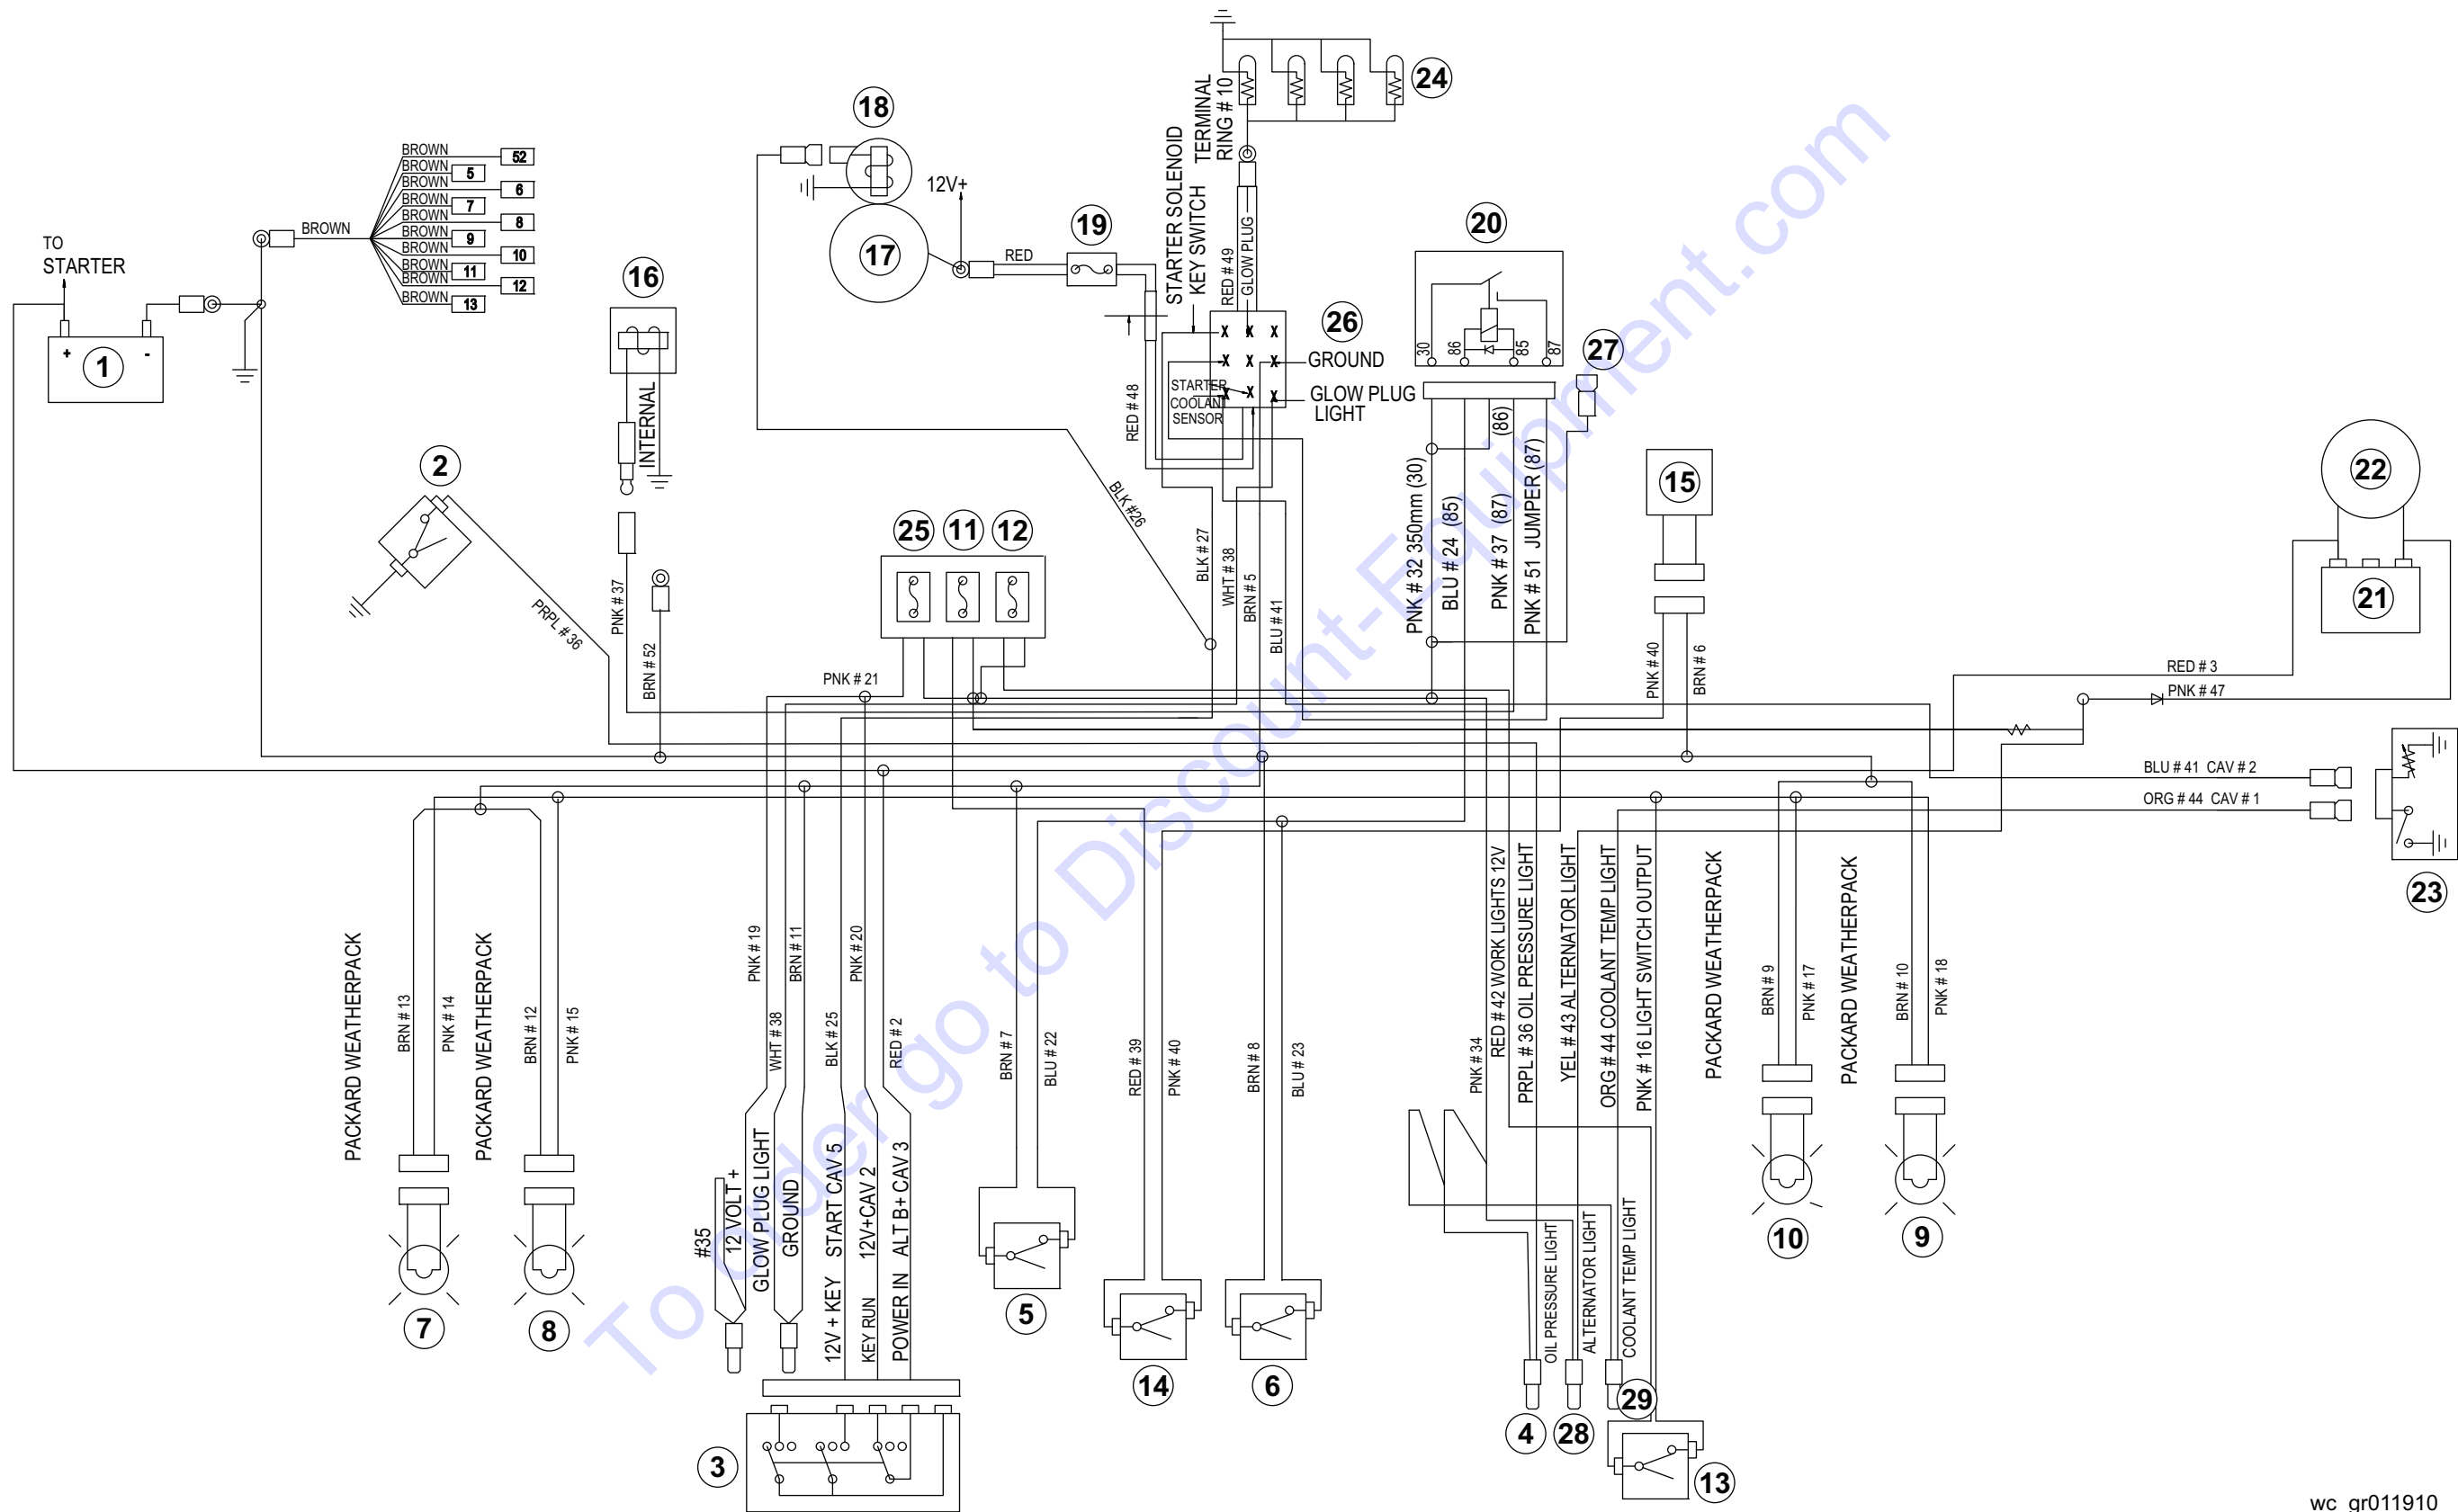 TO
STARTER
+
-
1
BROWN
BROWN
BROWN
BROWN
BROWN
BROWN
BROWN
BROWN
BROWN
BROWN
BROWN
52
5
6
7
8
9
10
11
12
13
2
PRPL # 36
16
INTERNAL
PNK # 37
BRN # 52
18
17
12V+
RED
19
STARTER SOLENOID
KEY SWITCH
TERMINAL
RING # 10
RED # 49
GLOW PLUG
24
26
X X X
X X X
X X X
GROUND
GLOW PLUG
LIGHT
STARTER
COOLANT
SENSOR
RED # 48
BLK #26
BLK # 27
WHT # 38
BRN # 5
BLU # 41
20
30
86
85
87
27
PNK # 32 350mm (30)
BLU # 24 (85)
(86)
PNK # 37 (87)
PNK # 51 JUMPER (87)
15
PNK # 40
BRN # 6
22
21
RED # 3
PNK # 47
BLU # 41 CAV # 2
ORG # 44 CAV # 1
23
25
11
12
PNK # 21
PACKARD WEATHERPACK
BRN # 13
PNK # 14
PACKARD WEATHERPACK
BRN # 12
PNK # 15
7
8
PNK # 19
WHT # 38
BRN # 11
BLK # 25
PNK # 20
RED # 2
#35
12 VOLT +
GLOW PLUG LIGHT
GROUND
12V + KEY START CAV 5
KEY RUN 12V+CAV 2
POWER IN ALT B+ CAV 3
3
BRN # 7
BLU # 22
5
RED # 39
PNK # 40
14
BRN # 8
BLU # 23
6
PNK # 34
RED # 42 WORK LIGHTS 12V
PRPL # 36 OIL PRESSURE LIGHT
YEL # 43 ALTERNATOR LIGHT
ORG # 44 COOLANT TEMP LIGHT
PNK # 16 LIGHT SWITCH OUTPUT
OIL PRESSURE LIGHT
ALTERNATOR LIGHT
COOLANT TEMP LIGHT
4
28
29
13
PACKARD WEATHERPACK
BRN # 9
PNK # 17
PACKARD WEATHERPACK
BRN # 10
PNK # 18
10
9
To order go to Discount-Equipment.com
wc_gr011910